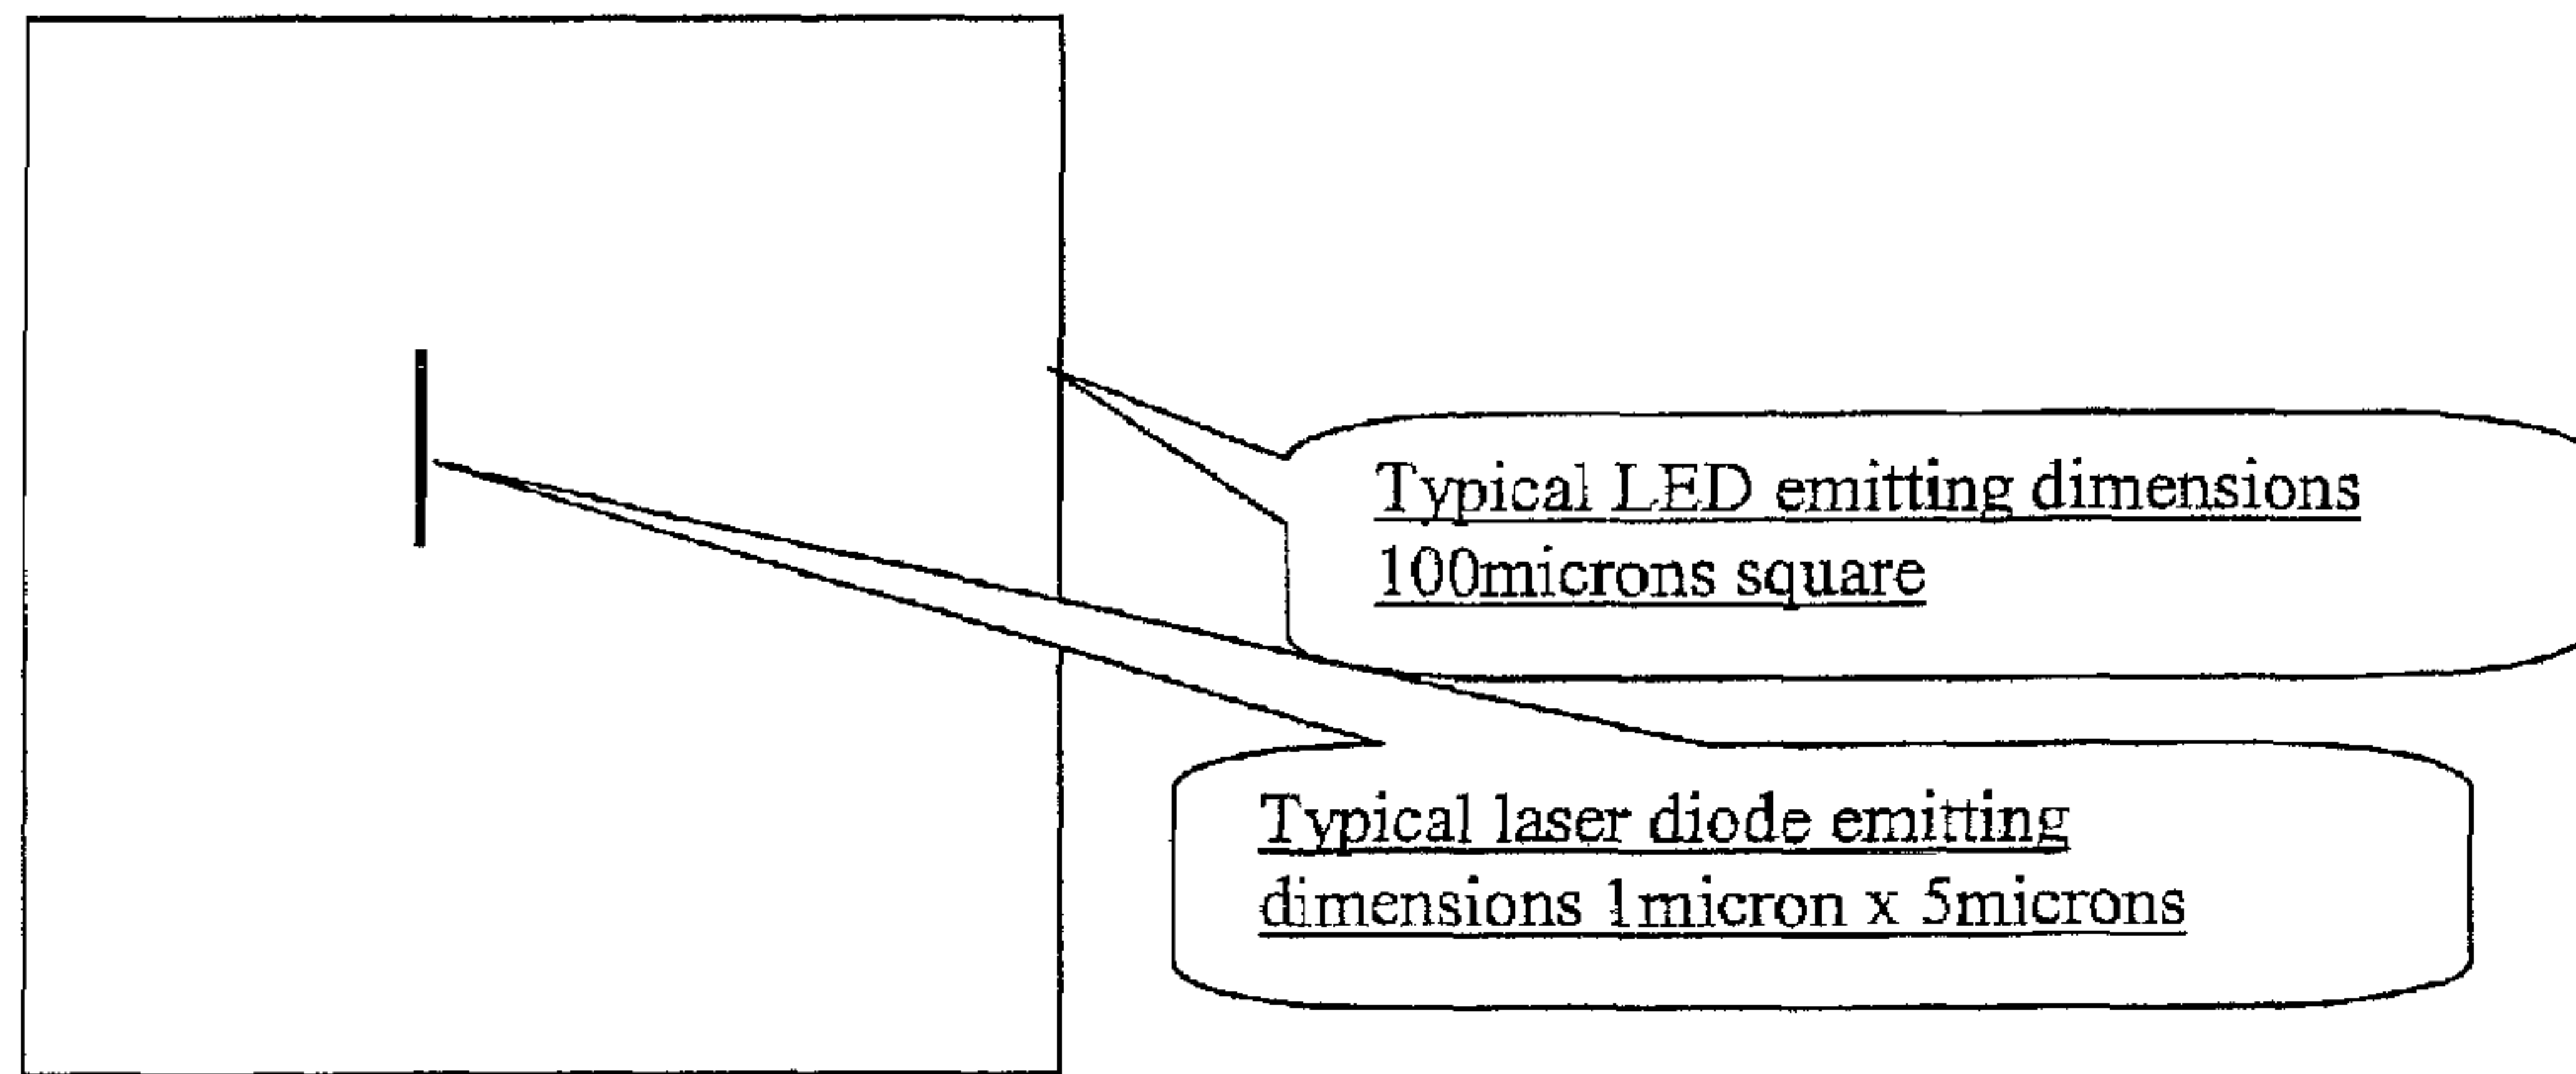 Typical LED emitting dimensions
100microns square
Typical laser diode emitting
dimensions 1micron x 5microns